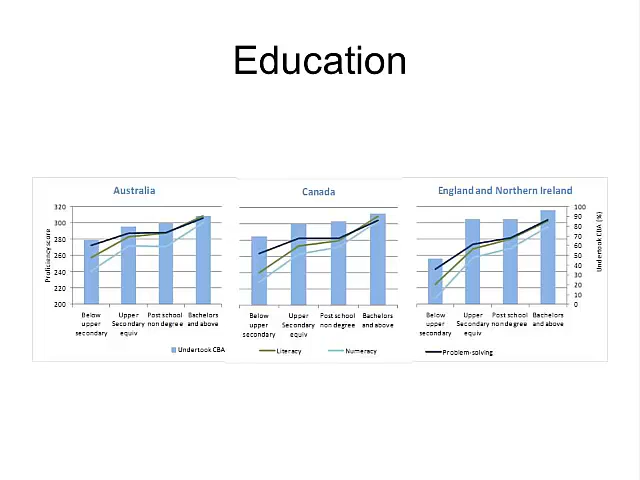 Education
Australia
Canada
England and Northern Ireland
Proficiency score
320
300
280
260
240
220
200
Below upper secondary
Upper Secondary equiv
Post school non degree
Bachelors and above
Below upper secondary
Upper Secondary equiv
Post school non degree
Bachelors and above
Below upper secondary
Upper Secondary equiv
Post school non degree
Bachelors and above
100
90
80
70
60
50
40
30
20
10
0
Undertook CBA (%)
Undertook CBA
Literacy
Numeracy
Problem-solving